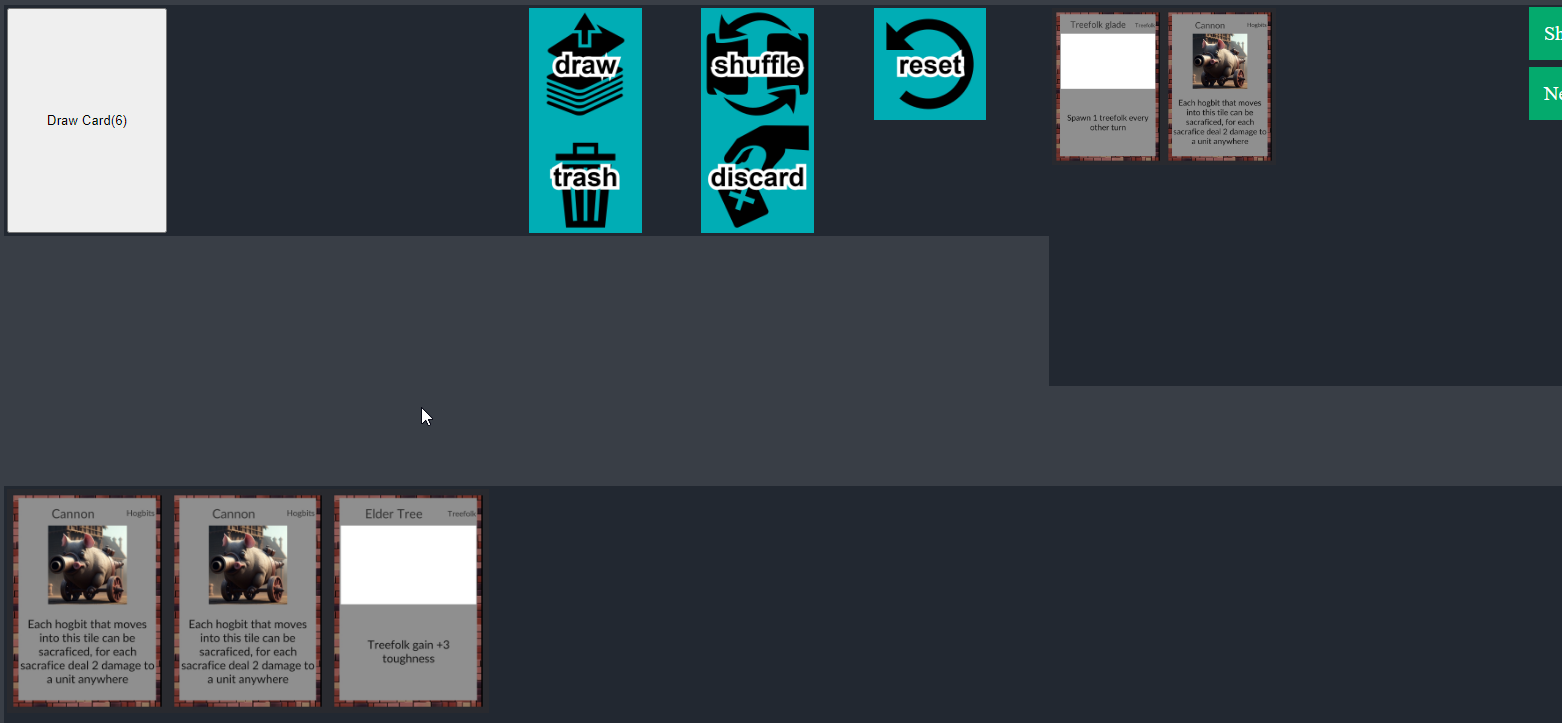 Draw Card(6)
draw
shuffle
reset
trash
discard
Treefolk glade
Treefolk
Spawn 1 treefolk every
other turn
Cannon
Hogbits
Each hogbit that moves
into this tile can be
sacraficed, for each
sacrafice deal 2 damage to
a unit anywhere
Sh
Ne
Cannon
Hogbits
Each hogbit that moves
into this tile can be
sacraficed, for each
sacrafice deal 2 damage to
a unit anywhere
Cannon
Hogbits
Each hogbit that moves
into this tile can be
sacraficed, for each
sacrafice deal 2 damage to
a unit anywhere
Elder Tree
Treefolk
Treefolk gain +3
toughness